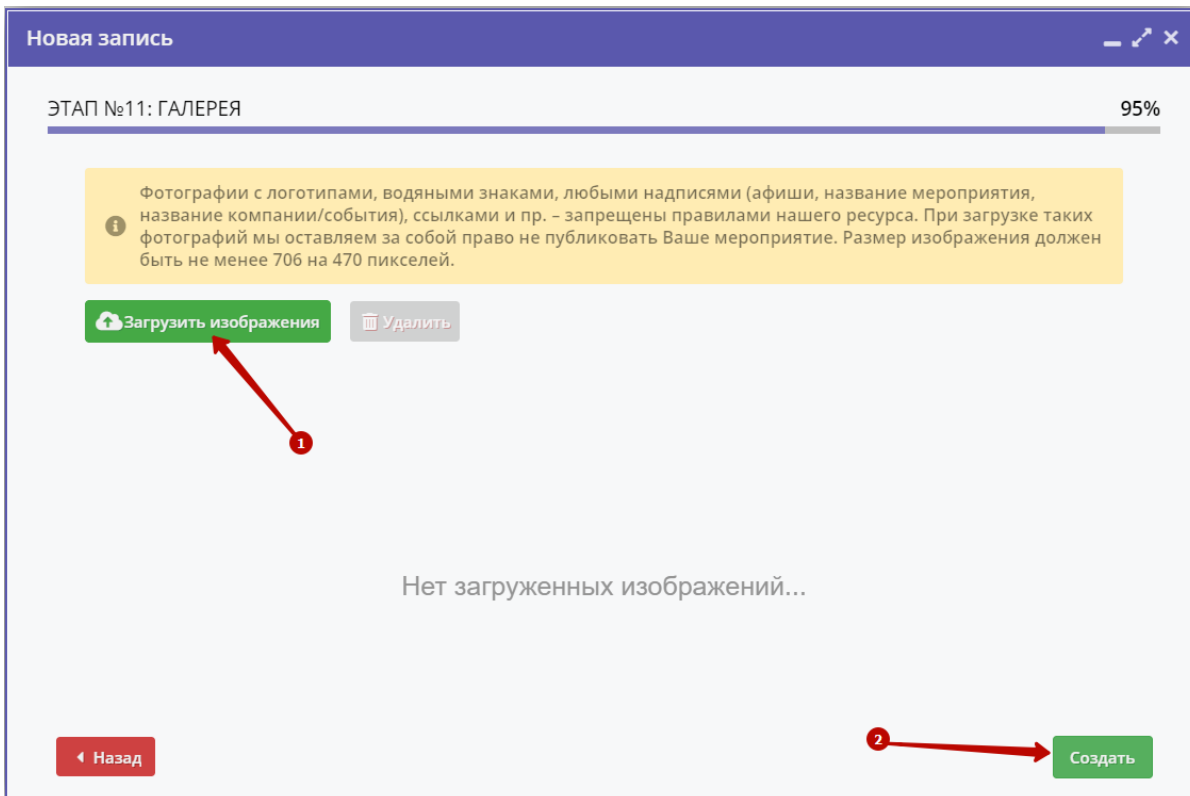 Новая запись
ЭТАП №11: ГАЛЕРЕЯ
95%
Фотографии с логотипами, водяными знаками, любыми надписями (афиши, название мероприятия,
название компании/события), ссылками и пр. – запрещены правилами нашего ресурса. При загрузке таких
фотографий мы оставляем за собой право не публиковать Ваше мероприятие. Размер изображения должен
быть не менее 706 на 470 пикселей.
Загрузить изображения
Удалить
1
Нет загруженных изображений...
2
Назад
Создать